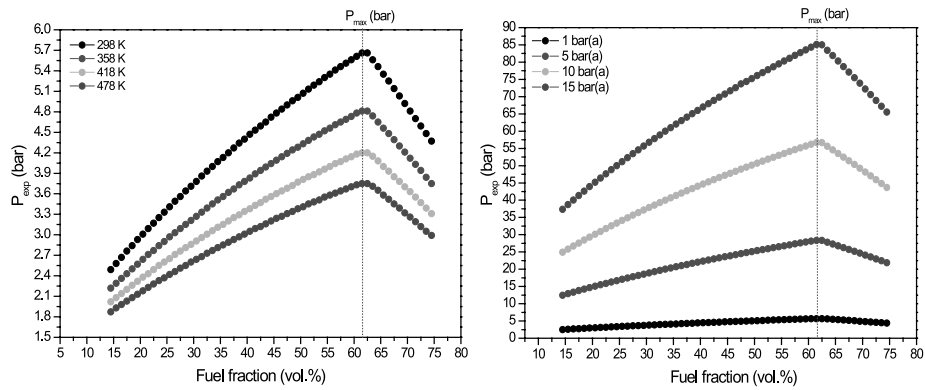 P_max (bar)
6,0
5,7
5,4
5,1
4,8
4,5
4,2
3,9
3,6
3,3
3,0
2,7
2,4
2,1
1,8
1,5
298 K
358 K
418 K
478 K
P_exp (bar)
5 10 15 20 25 30 35 40 45 50 55 60 65 70 75 80
Fuel fraction (vol.%)
P_max (bar)
90
85
80
75
70
65
60
55
50
45
40
35
30
25
20
15
10
5
0
1 bar(a)
5 bar(a)
10 bar(a)
15 bar(a)
P_exp (bar)
10 15 20 25 30 35 40 45 50 55 60 65 70 75 80
Fuel fraction (vol.%)